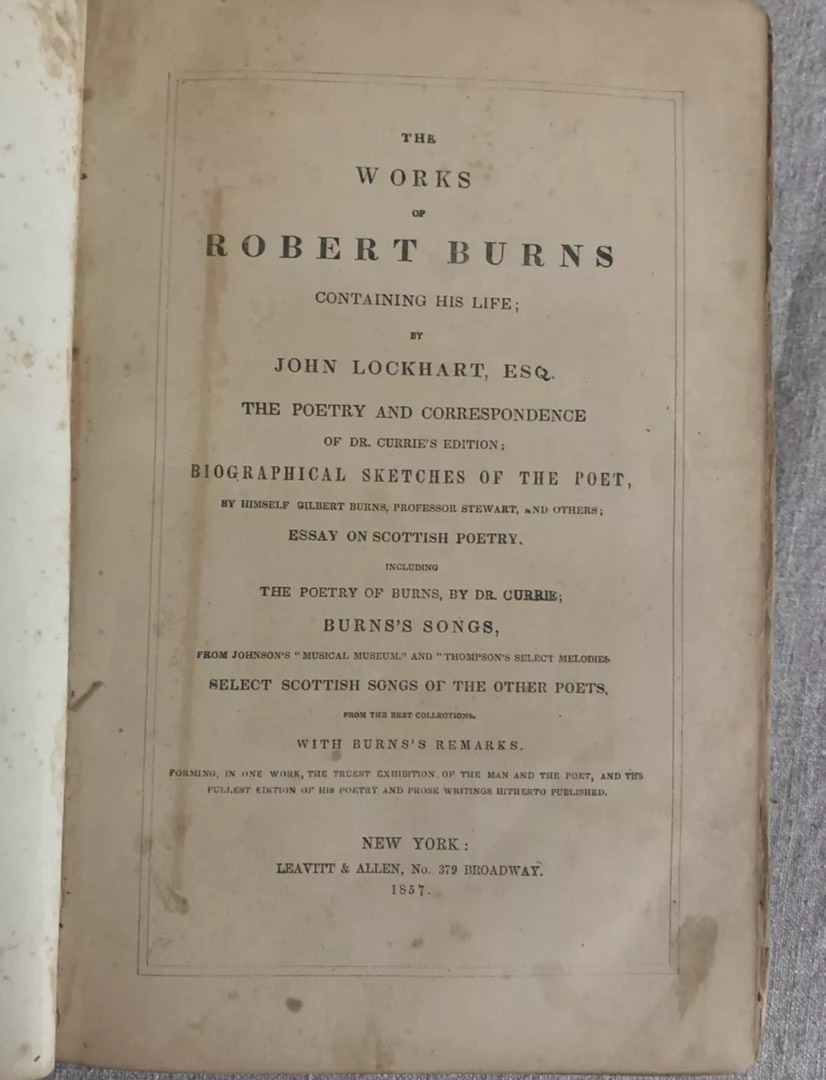 THE
WORKS
OF
ROBERT BURNS
CONTAINING HIS LIFE;
BY
JOHN LOCKHART, ESQ.
THE POETRY AND CORRESPONDENCE
OF DR. CURRIE'S EDITION;
BIOGRAPHICAL SKETCHES OF THE POET,
BY HIMSELF GILBERT BURNS, PROFESSOR STEWART, AND OTHERS;
ESSAY ON SCOTTISH POETRY.
INCLUDING
THE POETRY OF BURNS, BY DR. CURRIE;
BURNS'S SONGS,
FROM JOHNSON'S "MUSICAL MUSEUM." AND "THOMPSON'S SELECT MELODIES
SELECT SCOTTISH SONGS OF THE OTHER POETS,
FROM THE BEST COLLECTIONS.
WITH BURNS'S REMARKS.
FORMING, IN ONE WORK, THE TRUEST EXHIBITION OF THE MAN AND THE POET, AND THE
FULLEST EDITION OF HIS POETRY AND PROSE WRITINGS HITHERTO PUBLISHED.
NEW YORK:
LEAVITT & ALLEN, No. 379 BROADWAY.
1857.